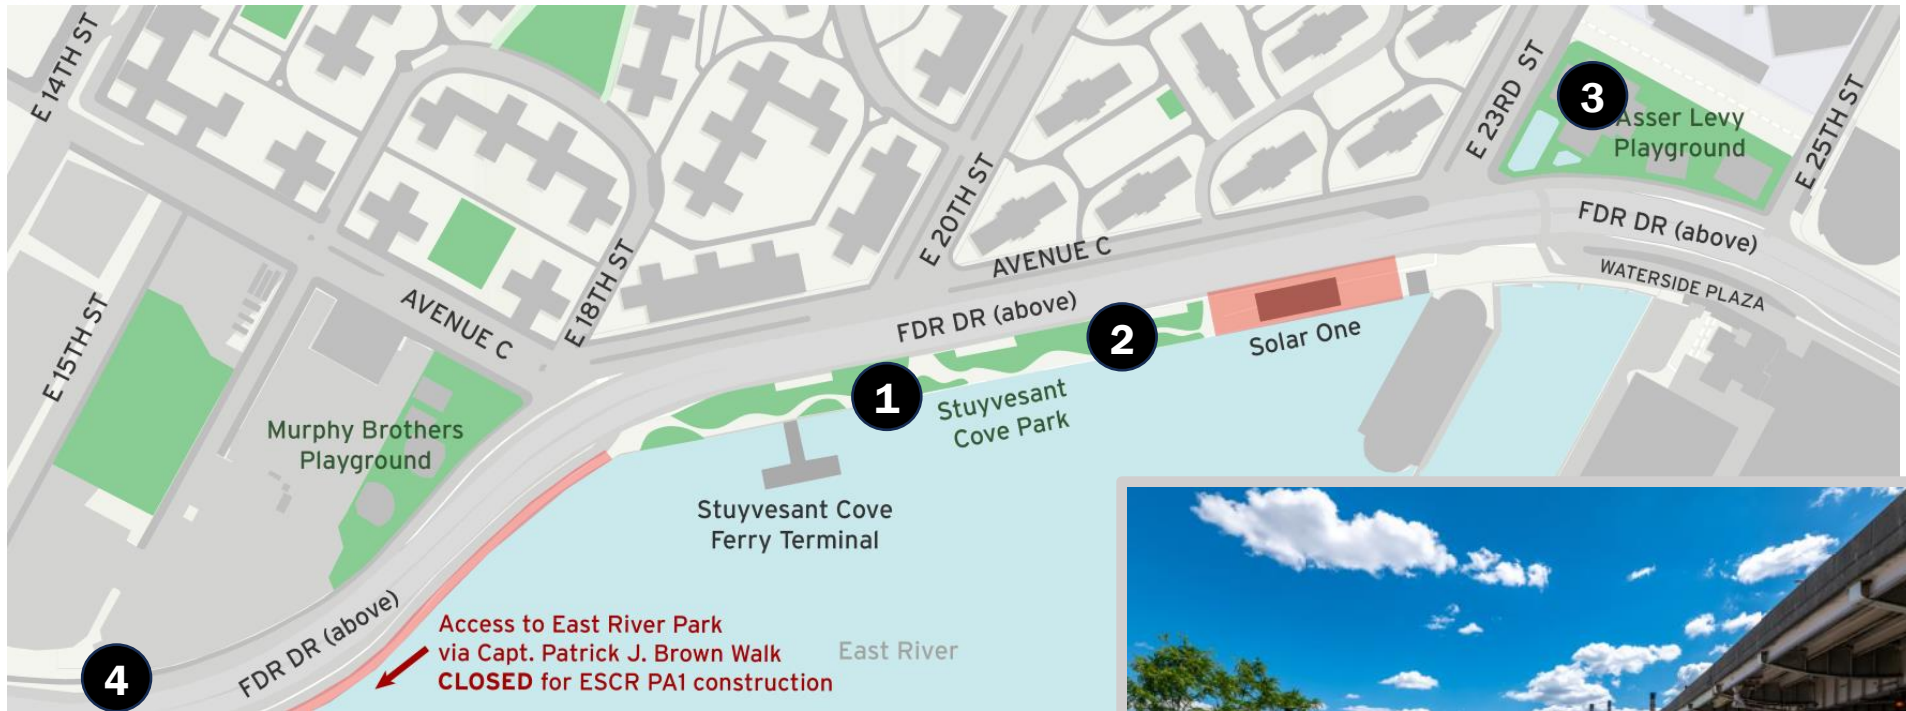 E 14TH ST
E 15TH ST
AVENUE C
E 18TH ST
E 20TH ST
AVENUE C
E 23RD ST
E 25TH ST
3
Asser Levy
Playground
FDR DR (above)
WATERSIDE PLAZA
FDR DR (above)
2
Solar One
1
Stuyvesant
Cove Park
Murphy Brothers
Playground
Stuyvesant Cove
Ferry Terminal
FDR DR (above)
4
Access to East River Park
via Capt. Patrick J. Brown Walk
CLOSED for ESCR PA1 construction
East River